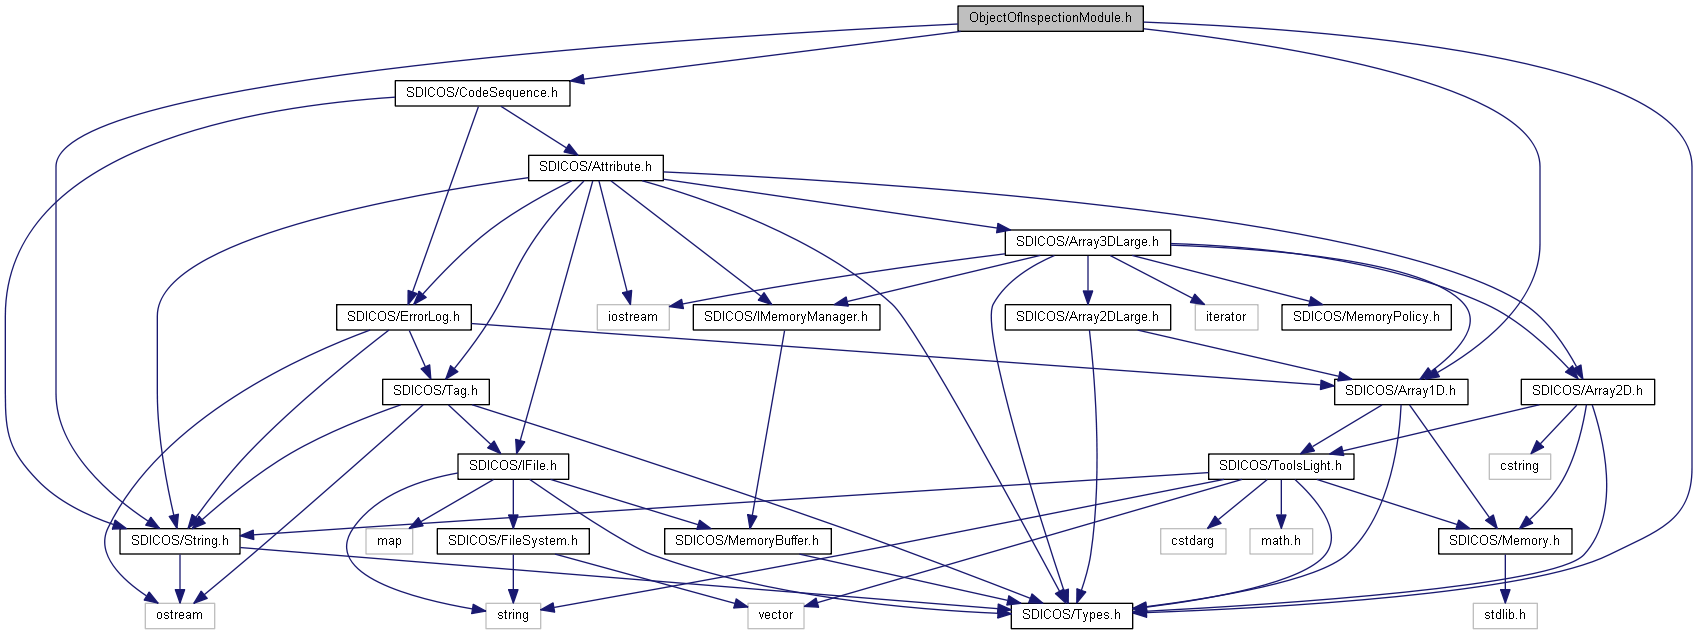 ObjectOfInspectionModule.h
SDICOS/CodeSequence.h
SDICOS/Attribute.h
SDICOS/Array3DLarge.h
SDICOS/ErrorLog.h
iostream
SDICOS/IMemoryManager.h
SDICOS/Array2DLarge.h
iterator
SDICOS/MemoryPolicy.h
SDICOS/Tag.h
SDICOS/Array1D.h
SDICOS/Array2D.h
SDICOS/IFile.h
SDICOS/ToolsLight.h
cstring
SDICOS/String.h
map
SDICOS/FileSystem.h
SDICOS/MemoryBuffer.h
cstdarg
math.h
SDICOS/Memory.h
ostream
string
vector
SDICOS/Types.h
stdlib.h